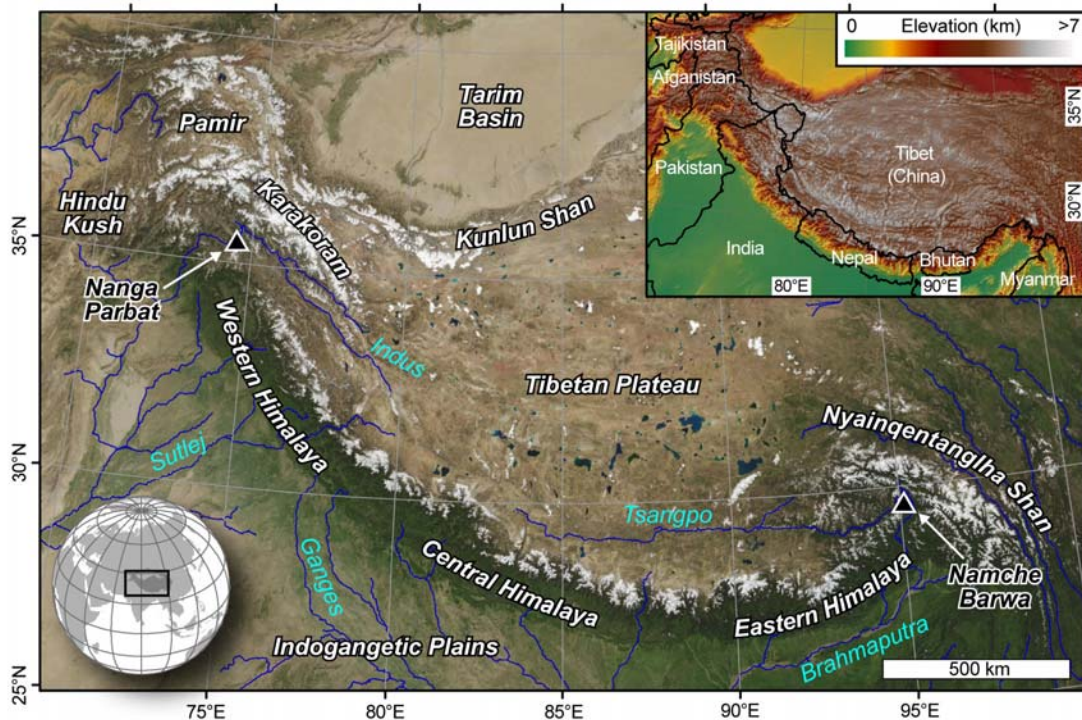 0 Elevation (km) >7
Tajikistan
Afganistan
Pakistan
Tibet
(China)
India
Nepal
Bhutan
Myanmar
80°E
90°E
35°N
30°N
Tarim
Basin
Pamir
Hindu
Kush
Karakoram
Kunlun Shan
35°N
Nanga
Parbat
Western Himalaya
Indus
Tibetan Plateau
Nyainqentanglha Shan
Sutlej
30°N
Tsangpo
Ganges
Central Himalaya
Eastern Himalaya
Namche
Barwa
Indogangetic Plains
Brahmaputra
500 km
25°N
75°E
80°E
85°E
90°E
95°E